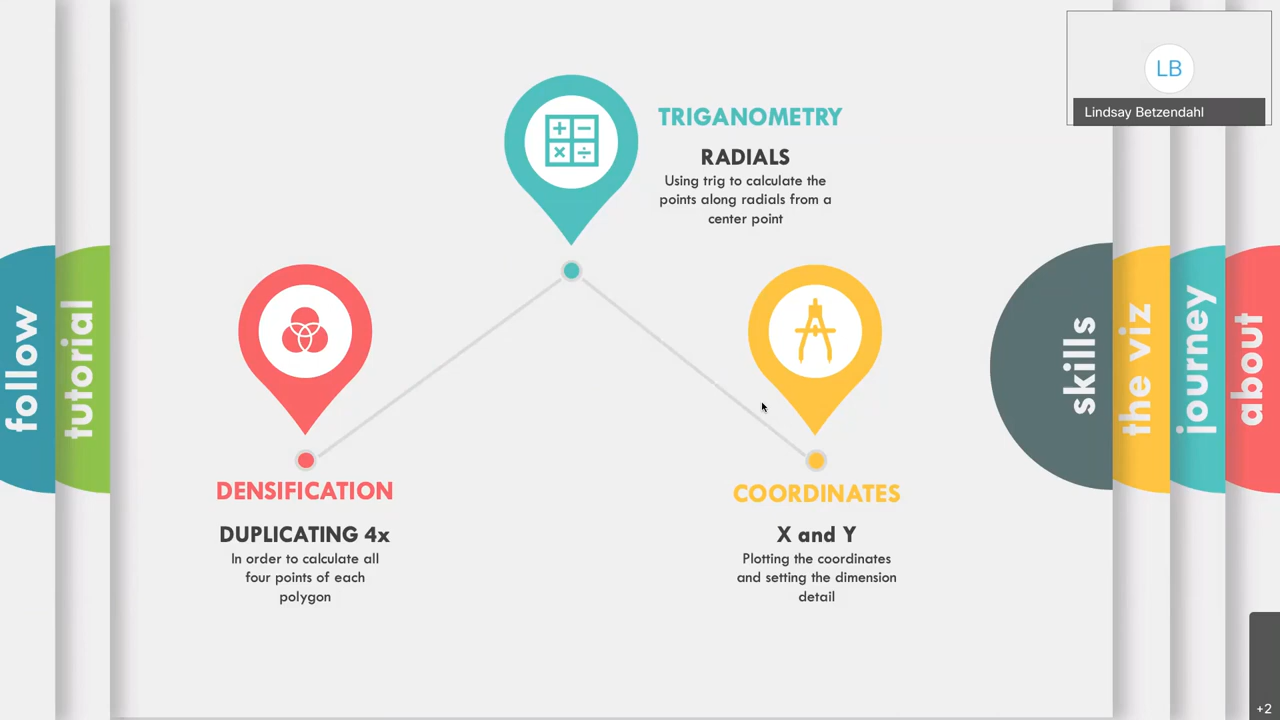 TRIGANOMETRY
RADIALS
Using trig to calculate the
points along radials from a
center point
DENSIFICATION
DUPLICATING 4x
In order to calculate all
four points of each
polygon
COORDINATES
X and Y
Plotting the coordinates
and setting the dimension
detail
follow
tutorial
skills
the viz
journey
about
LB
Lindsay Betzendahl
+2